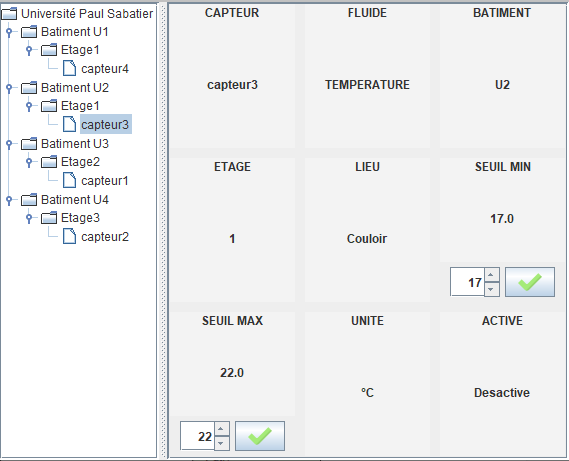 Université Paul Sabatier
Batiment U1
Etage1
capteur4
Batiment U2
Etage1
capteur3
Batiment U3
Etage2
capteur1
Batiment U4
Etage3
capteur2
CAPTEUR
capteur3
FLUIDE
TEMPERATURE
BATIMENT
U2
ETAGE
1
LIEU
Couloir
SEUIL MIN
17.0
17
SEUIL MAX
22.0
22
UNITE
°C
ACTIVE
Desactive